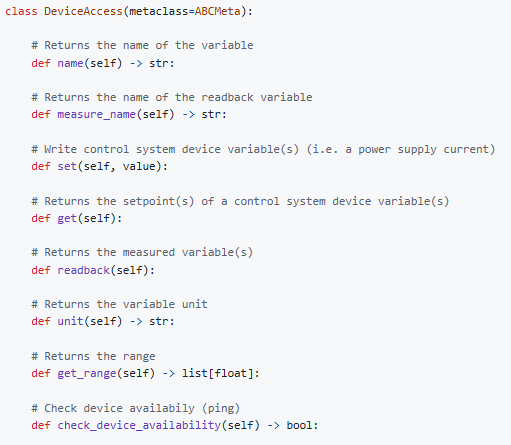 class DeviceAccess(metaclass=ABCMeta):
# Returns the name of the variable
def name(self) -> str:
# Returns the name of the readback variable
def measure_name(self) -> str:
# Write control system device variable(s) (i.e. a power supply current)
def set(self, value):
# Returns the setpoint(s) of a control system device variable(s)
def get(self):
# Returns the measured variable(s)
def readback(self):
# Returns the variable unit
def unit(self) -> str:
# Returns the range
def get_range(self) -> list[float]:
# Check device availabily (ping)
def check_device_availability(self) -> bool: